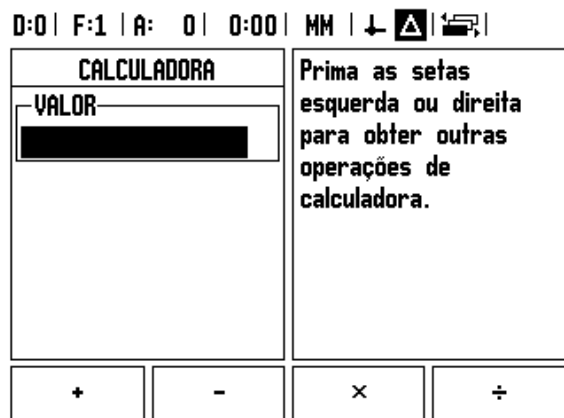 D:0| F:1 | A: 0| 0:00| MM | Δ
CALCULADORA
VALOR
Prima as setas
esquerda ou direita
para obter outras
operações de
calculadora.
+ - × ÷